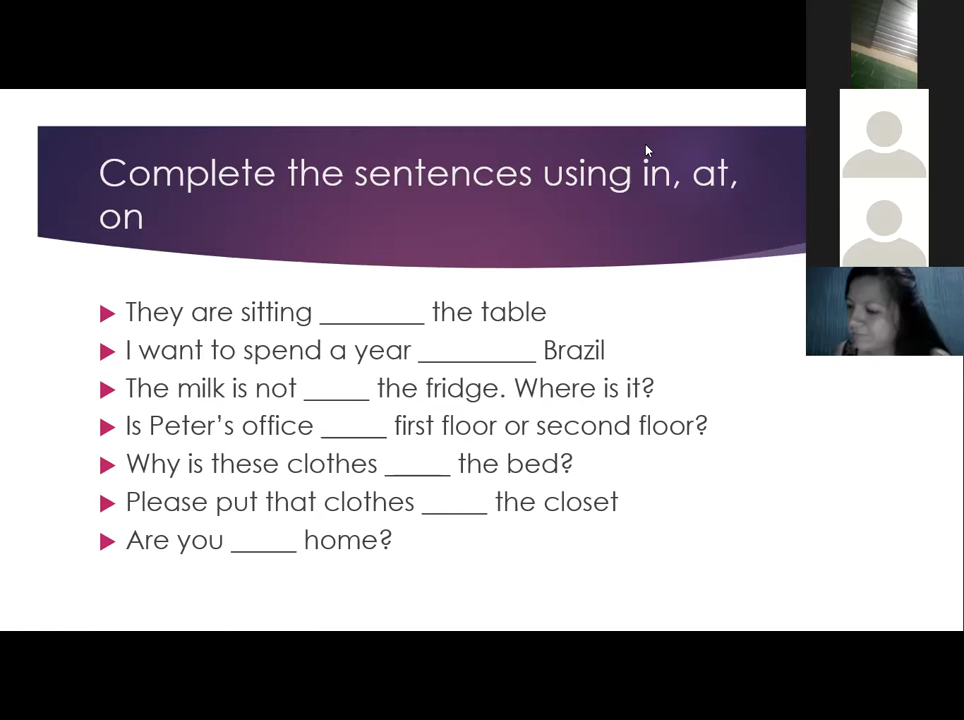 Complete the sentences using in, at,
on
They are sitting ________ the table
I want to spend a year _________ Brazil
The milk is not _____ the fridge. Where is it?
Is Peter’s office _____ first floor or second floor?
Why is these clothes _____ the bed?
Please put that clothes _____ the closet
Are you _____ home?